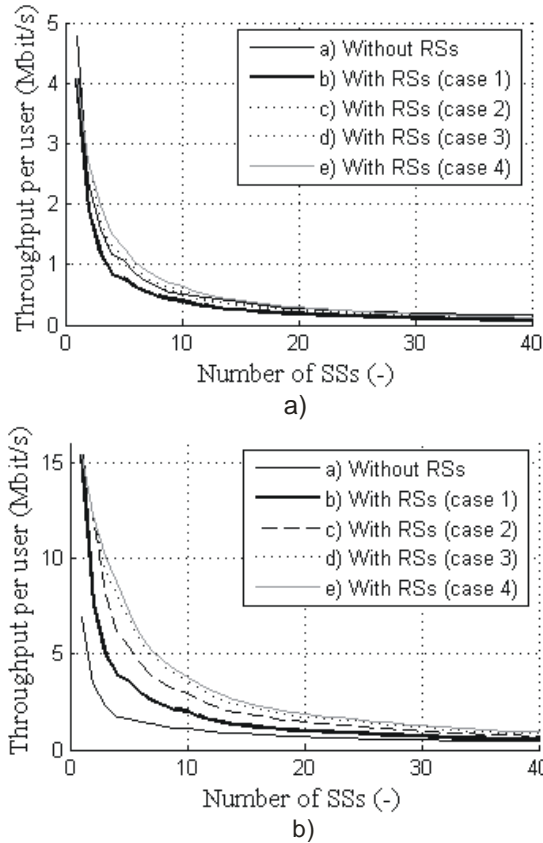 Throughput per user (Mbit/s)
5
4
3
2
1
0
a) Without RSs
b) With RSs (case 1)
c) With RSs (case 2)
d) With RSs (case 3)
e) With RSs (case 4)
0
10
20
30
40
Number of SSs (-)
a)
Throughput per user (Mbit/s)
15
10
5
0
a) Without RSs
b) With RSs (case 1)
c) With RSs (case 2)
d) With RSs (case 3)
e) With RSs (case 4)
0
10
20
30
40
Number of SSs (-)
b)